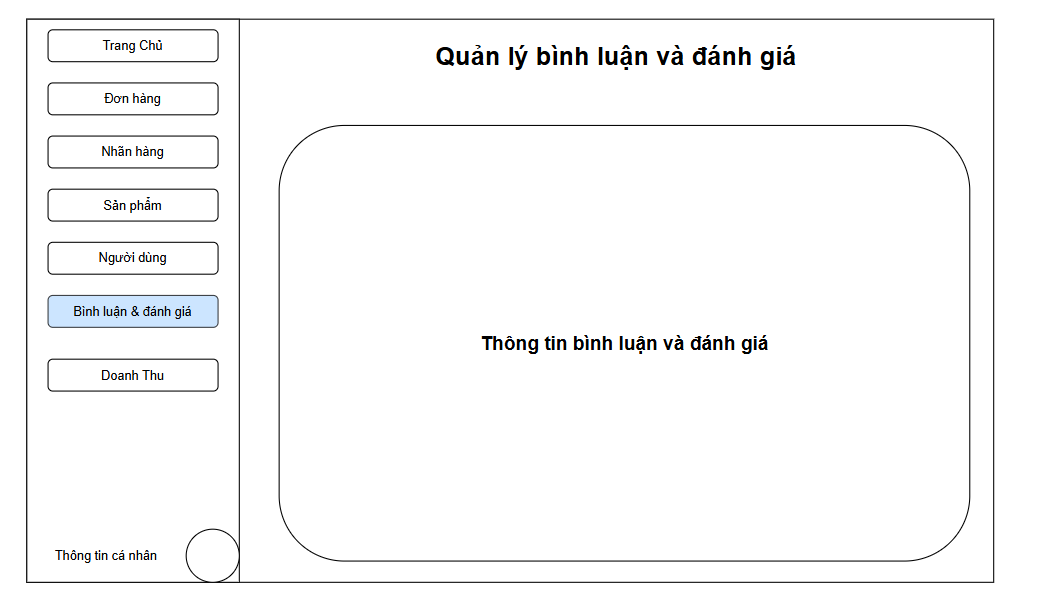 Trang Chủ
Đơn hàng
Nhãn hàng
Sản phẩm
Người dùng
Bình luận & đánh giá
Doanh Thu
Thông tin cá nhân
Quản lý bình luận và đánh giá
Thông tin bình luận và đánh giá